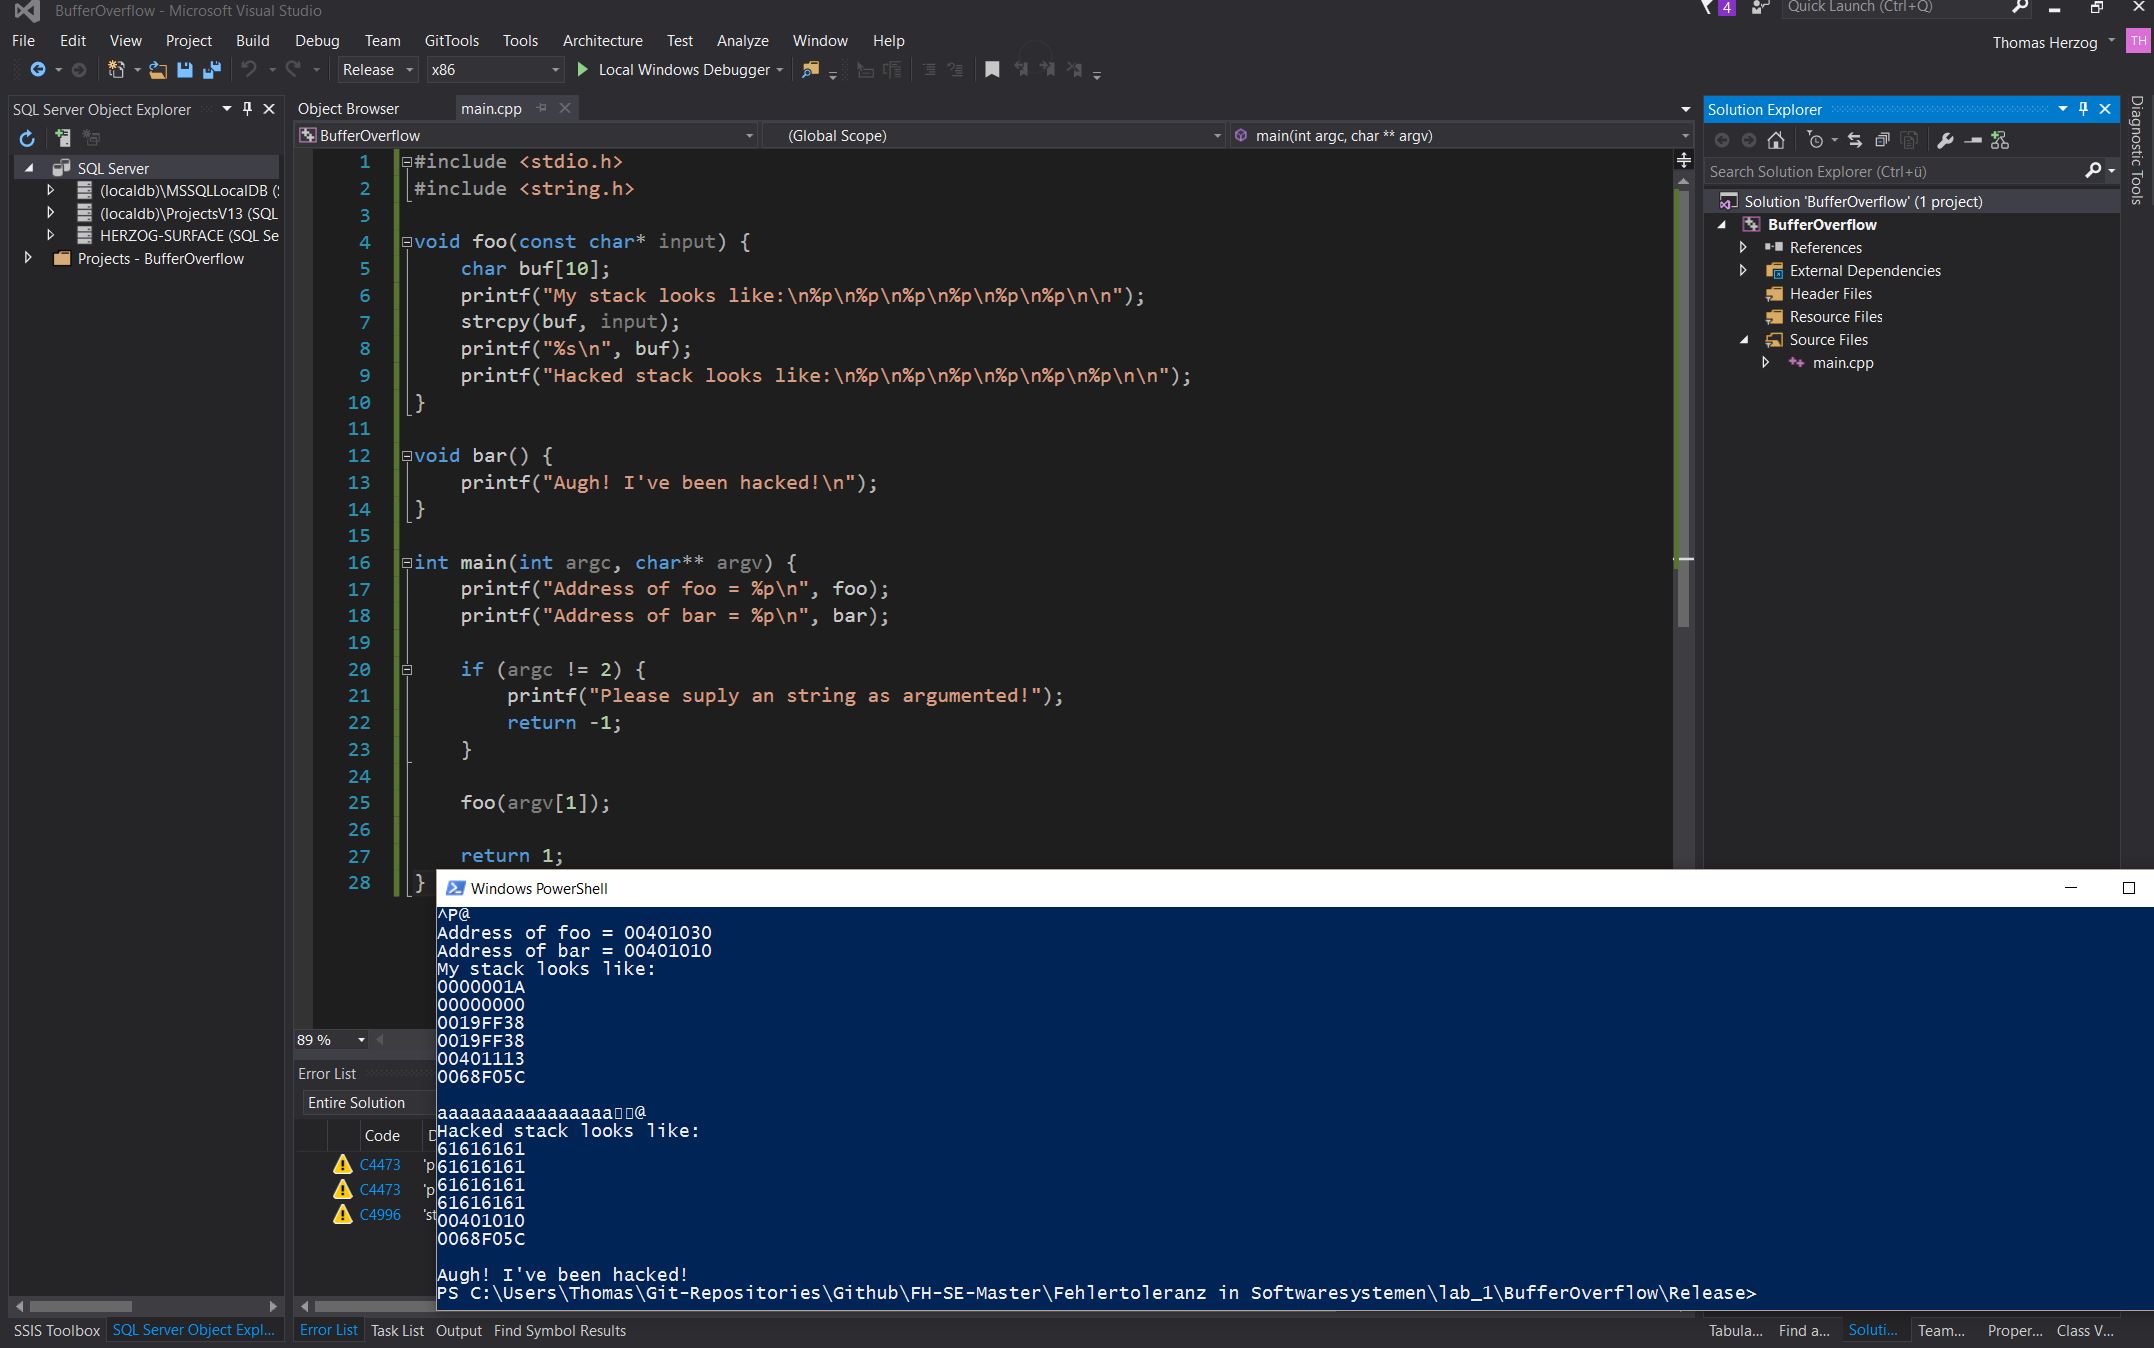 BufferOverflow - Microsoft Visual Studio
4
Quick Launch (Ctrl+Q)
File Edit View Project Build Debug Team GitTools Tools Architecture Test Analyze Window Help
Thomas Herzog TH
Release x86 Local Windows Debugger
SQL Server Object Explorer
SQL Server
(localdb)\MSSQLLocalDB (S
(localdb)\ProjectsV13 (SQL
HERZOG-SURFACE (SQL Se
Projects - BufferOverflow
Object Browser main.cpp
BufferOverflow (Global Scope) main(int argc, char ** argv)
1 #include <stdio.h>
2 #include <string.h>
3
4 void foo(const char* input) {
5 char buf[10];
6 printf("My stack looks like:\n%p\n%p\n%p\n%p\n%p\n%p\n\n");
7 strcpy(buf, input);
8 printf("%s\n", buf);
9 printf("Hacked stack looks like:\n%p\n%p\n%p\n%p\n%p\n%p\n\n");
10 }
11
12 void bar() {
13 printf("Augh! I've been hacked!\n");
14 }
15
16 int main(int argc, char** argv) {
17 printf("Address of foo = %p\n", foo);
18 printf("Address of bar = %p\n", bar);
19
20 if (argc != 2) {
21 printf("Please suply an string as argumented!");
22 return -1;
23 }
24
25 foo(argv[1]);
26
27 return 1;
28 }
Solution Explorer
Search Solution Explorer (Ctrl+ü)
Solution 'BufferOverflow' (1 project)
BufferOverflow
References
External Dependencies
Header Files
Resource Files
Source Files
main.cpp
Diagnostic Tools
89 %
Error List
Entire Solution
Code D
C4473 'p
C4473 'p
C4996 'st
Windows PowerShell
^P@
Address of foo = 00401030
Address of bar = 00401010
My stack looks like:
0000001A
00000000
0019FF38
0019FF38
00401113
0068F05C
aaaaaaaaaaaaaaaa▯▯@
Hacked stack looks like:
61616161
61616161
61616161
61616161
00401010
0068F05C
Augh! I've been hacked!
PS C:\Users\Thomas\Git-Repositories\Github\FH-SE-Master\Fehlertoleranz in Softwaresystemen\lab_1\BufferOverflow\Release>
SSIS Toolbox SQL Server Object Expl...
Error List Task List Output Find Symbol Results
Tabula... Find a... Soluti... Team... Proper... Class V...